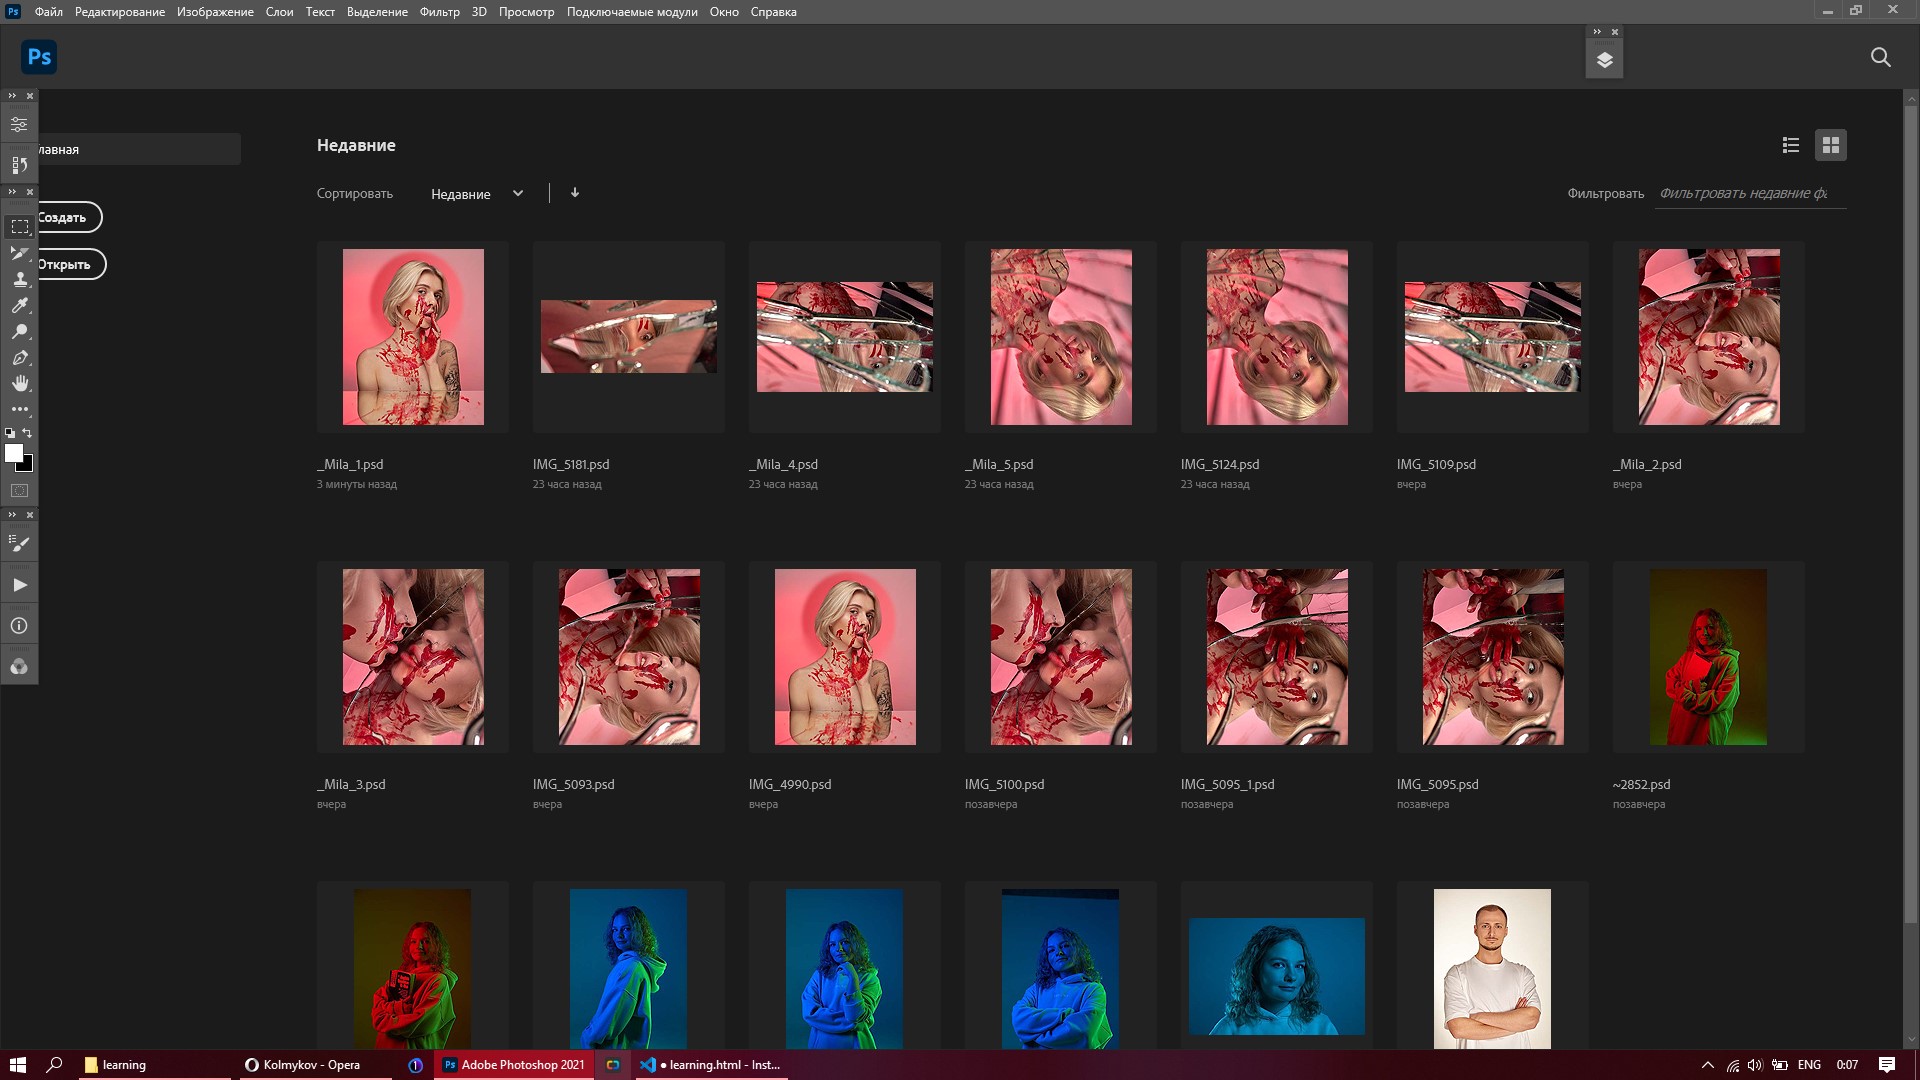 Ps Файл Редактирование Изображение Слои Текст Выделение Фильтр 3D Просмотр Подключаемые модули Окно Справка
Ps
лавная
Создать
Открыть
Недавние
Сортировать Недавние
Фильтровать Фильтровать недавние фа
_Mila_1.psd
3 минуты назад
IMG_5181.psd
23 часа назад
_Mila_4.psd
23 часа назад
_Mila_5.psd
23 часа назад
IMG_5124.psd
23 часа назад
IMG_5109.psd
вчера
_Mila_2.psd
вчера
_Mila_3.psd
вчера
IMG_5093.psd
вчера
IMG_4990.psd
вчера
IMG_5100.psd
позавчера
IMG_5095_1.psd
позавчера
IMG_5095.psd
позавчера
~2852.psd
позавчера
learning
Kolmykov - Opera
Ps Adobe Photoshop 2021
● learning.html - Inst...
ENG 0:07